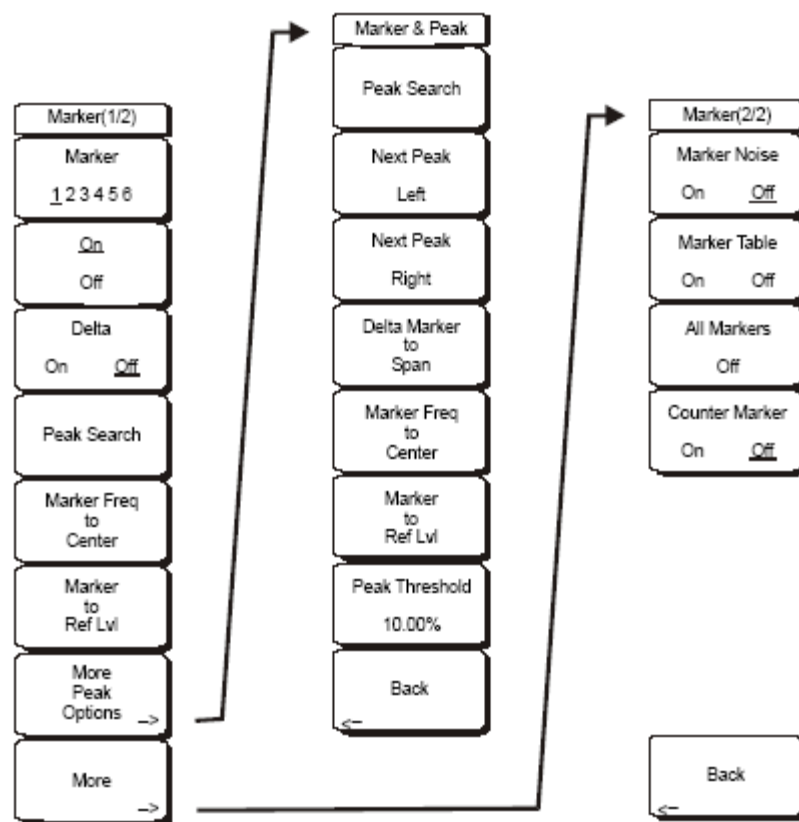 Marker(1/2)
Marker
1 2 3 4 5 6
On
Off
Delta
On Off
Peak Search
Marker Freq
to
Center
Marker
to
Ref Lvl
More
Peak
Options -->
More
-->
Marker & Peak
Peak Search
Next Peak
Left
Next Peak
Right
Delta Marker
to
Span
Marker Freq
to
Center
Marker
to
Ref Lvl
Peak Threshold
10.00%
Back
<--
Marker(2/2)
Marker Noise
On Off
Marker Table
On Off
All Markers
Off
Counter Marker
On Off
Back
<--